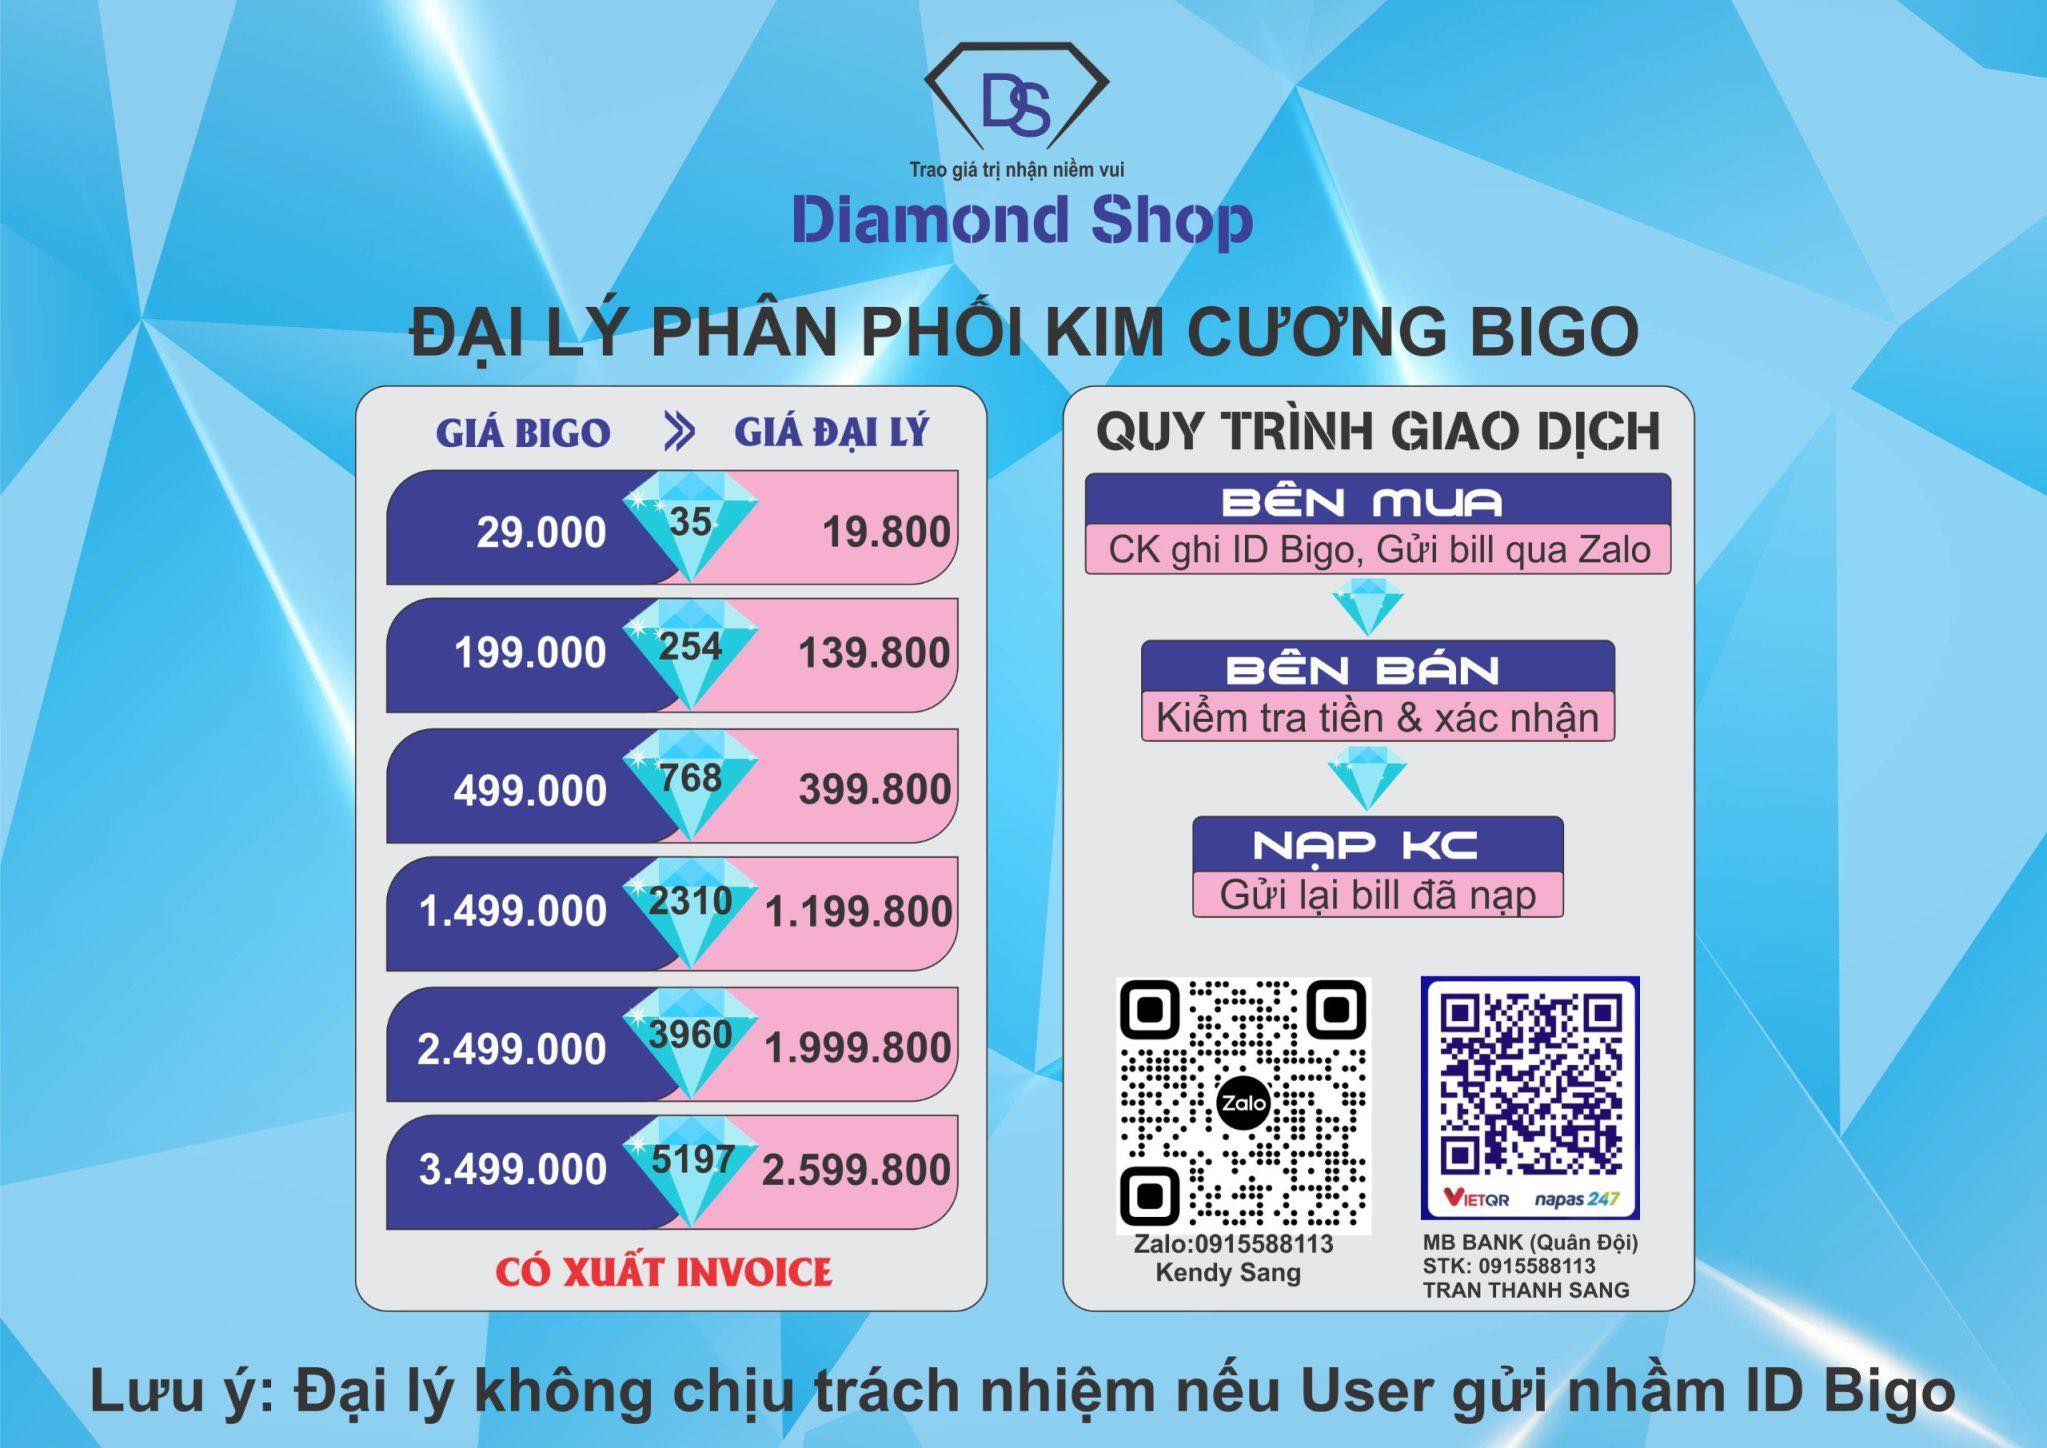 DS
Trao giá trị nhận niềm vui
Diamond Shop
ĐẠI LÝ PHÂN PHỐI KIM CƯƠNG BIGO
GIÁ BIGO » GIÁ ĐẠI LÝ
29.000 35 19.800
199.000 254 139.800
499.000 768 399.800
1.499.000 2310 1.199.800
2.499.000 3960 1.999.800
3.499.000 5197 2.599.800
CÓ XUẤT INVOICE
QUY TRÌNH GIAO DỊCH
BÊN MUA
CK ghi ID Bigo, Gửi bill qua Zalo
BÊN BÁN
Kiểm tra tiền & xác nhận
NẠP KC
Gửi lại bill đã nạp
Zalo
Zalo:0915588113
Kendy Sang
VIETQR napas 247
MB BANK (Quân Đội)
STK: 0915588113
TRAN THANH SANG
Lưu ý: Đại lý không chịu trách nhiệm nếu User gửi nhầm ID Bigo